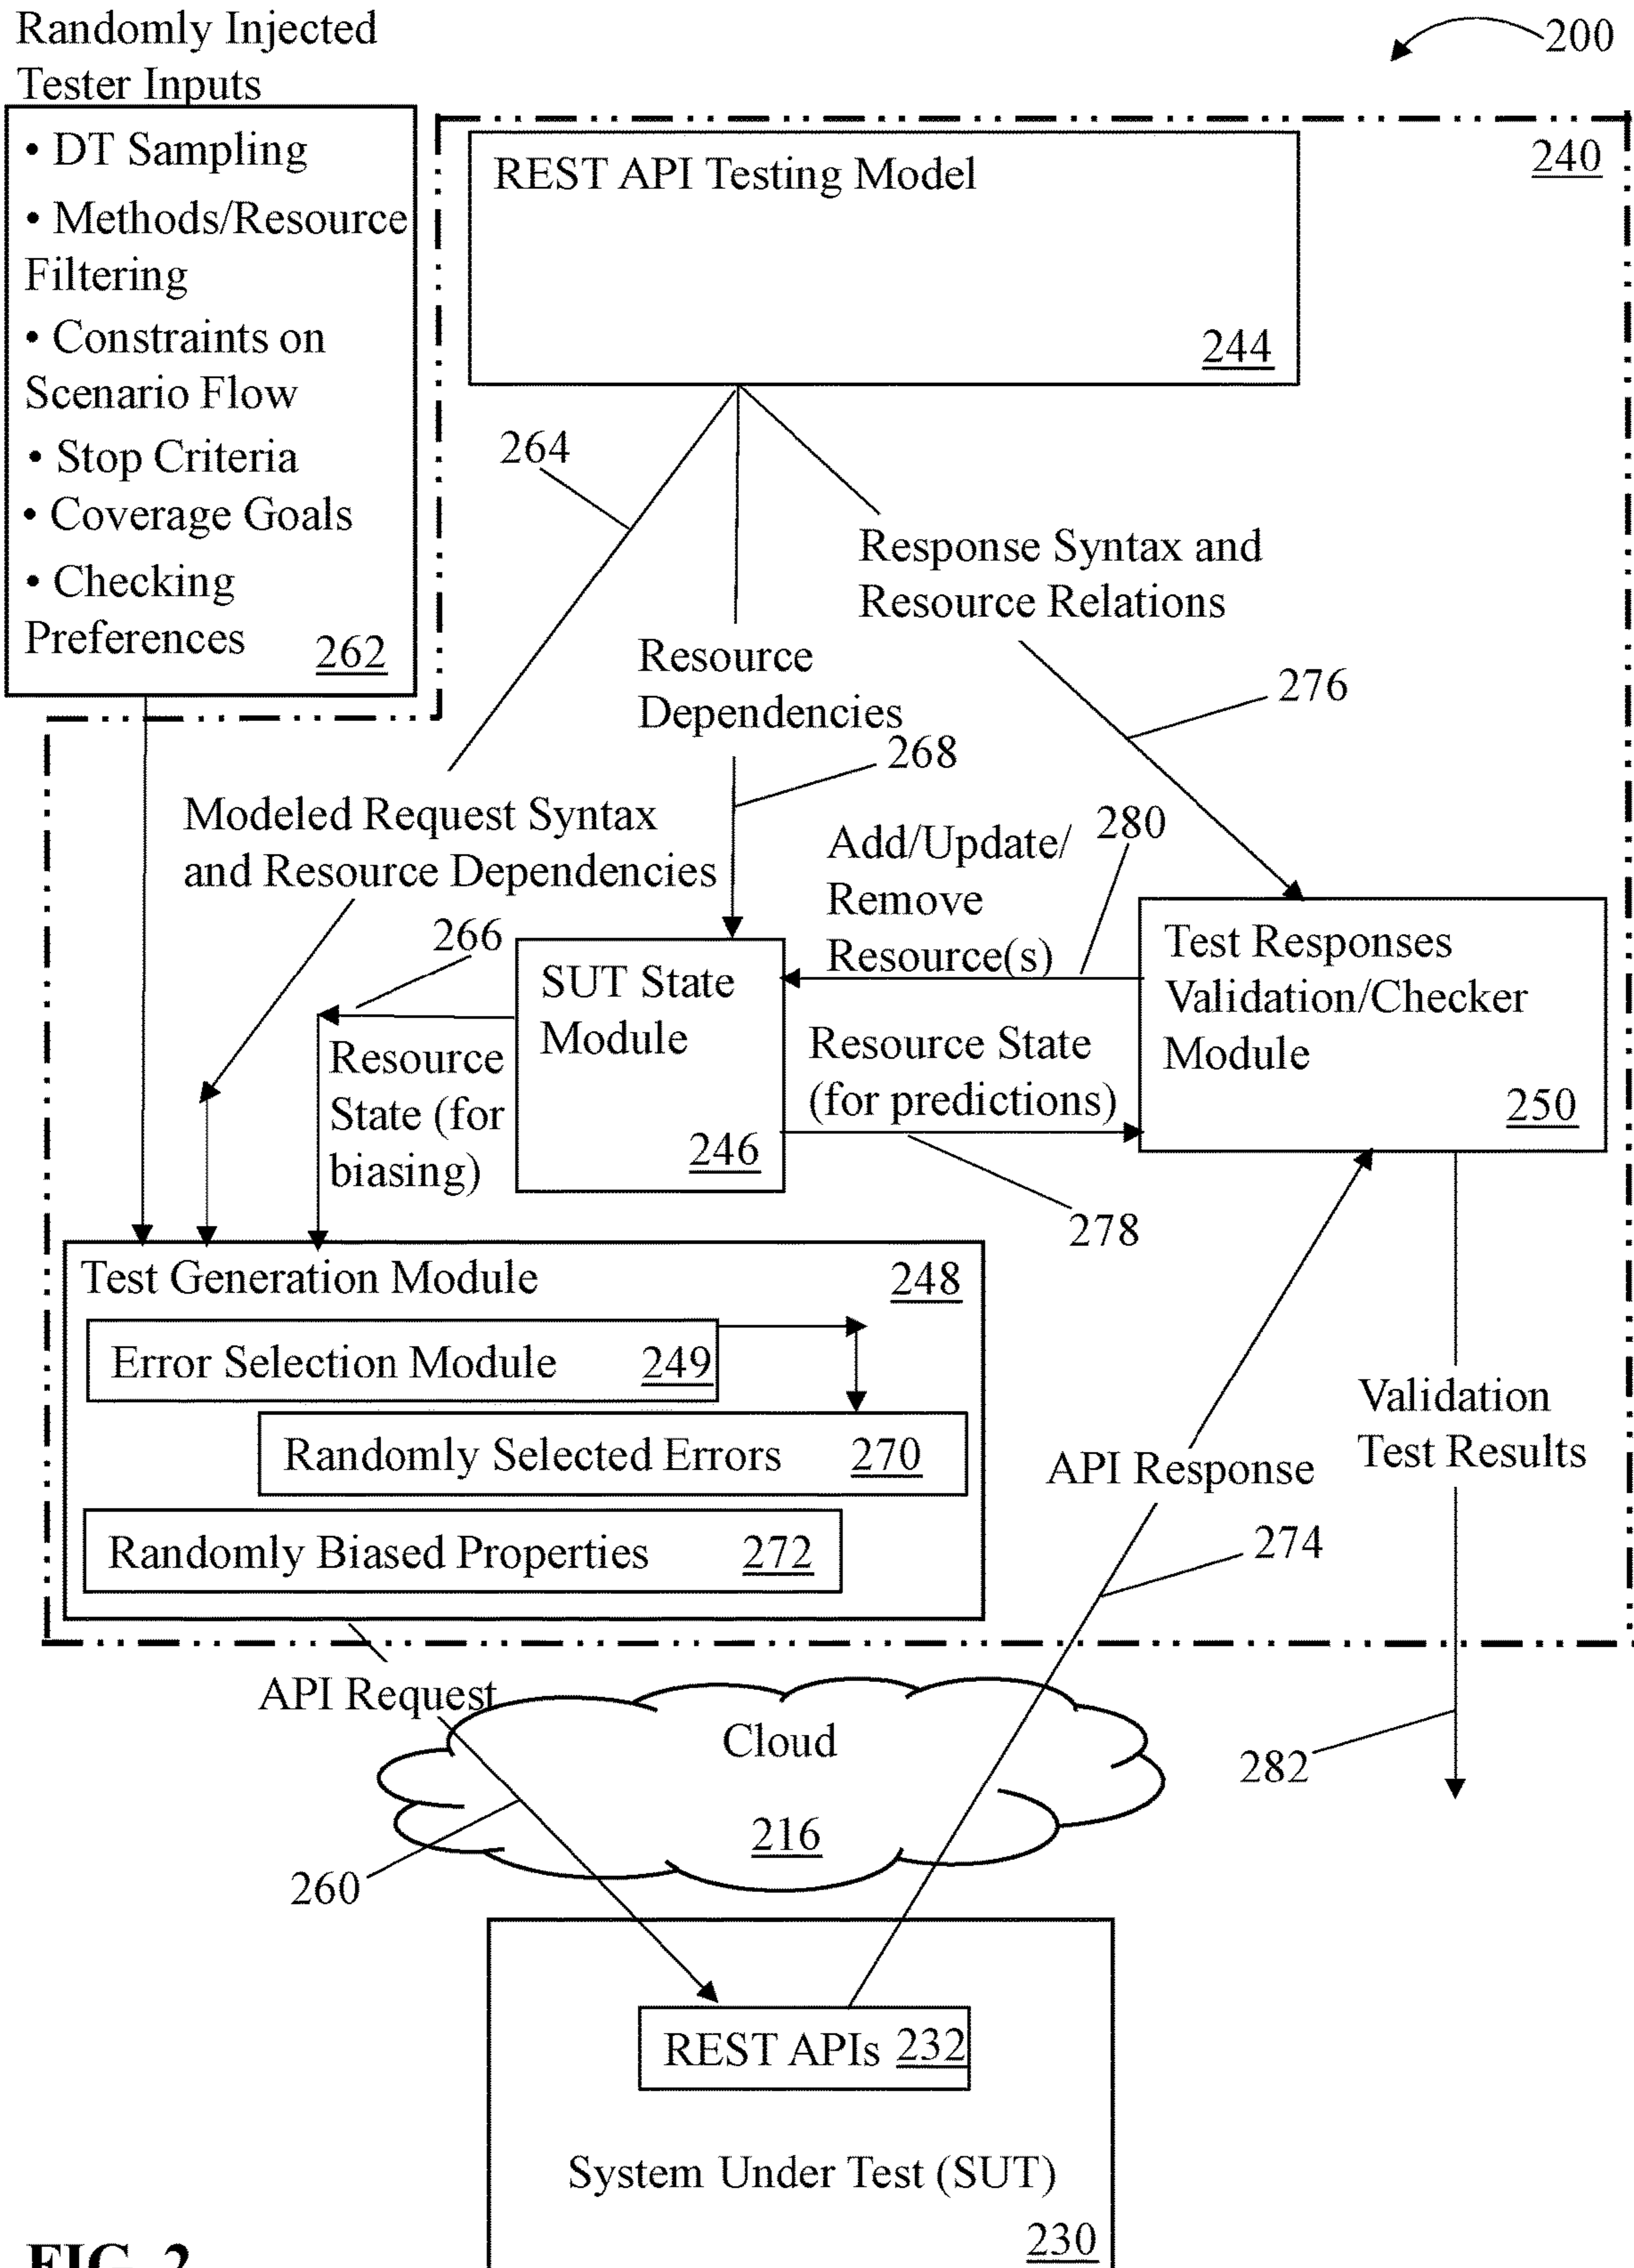 Randomly Injected
Tester Inputs
200
• DT Sampling
• Methods/Resource
Filtering
• Constraints on
Scenario Flow
• Stop Criteria
• Coverage Goals
• Checking
Preferences 262
240
REST API Testing Model
244
264
Response Syntax and
Resource Relations
Resource
Dependencies
276
268
Modeled Request Syntax
and Resource Dependencies
Add/Update/
Remove
Resource(s)
280
266
SUT State
Module
246
Test Responses
Validation/Checker
Module
250
Resource
State (for
biasing)
Resource State
(for predictions)
278
Test Generation Module 248
Error Selection Module 249
Randomly Selected Errors 270
Randomly Biased Properties 272
API Response
Validation
Test Results
274
API Request
Cloud
216
282
260
REST APIs 232
System Under Test (SUT)
230
FIG. 2